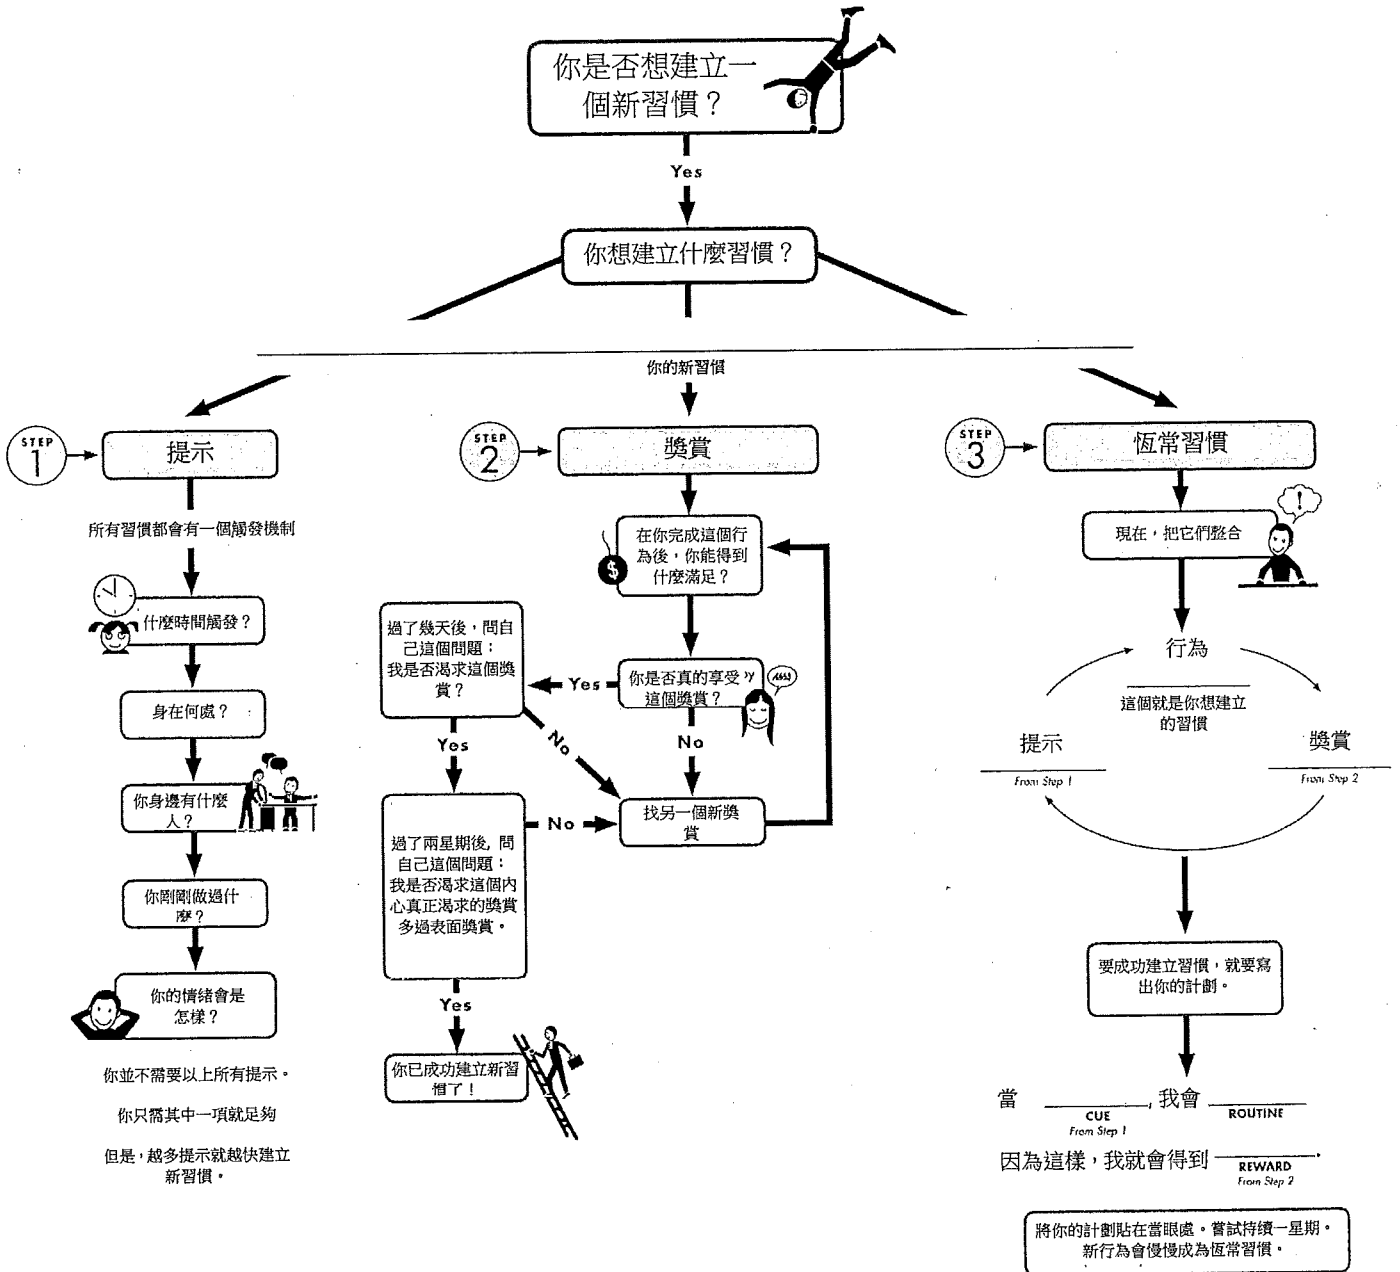 你是否想建立一
個新習慣？
Yes
你想建立什麼習慣？
你的新習慣
STEP
1
提示
所有習慣都會有一個觸發機制
什麼時間觸發？
身在何處？
你身邊有什麼
人？
你剛剛做過什
麼？
你的情绪會是
怎樣？
你並不需要以上所有提示。
你只需其中一項就足夠
但是，越多提示就越快建立
新習慣。
STEP
2
獎賞
在你完成這個行
為後，你能得到
什麼滿足？
$
你是否真的享受
這個獎賞？
Yes
No
過了幾天後，問自
己這個問題：
我是否渴求這個獎
賞？
Yes
No
找另一個新獎
賞
過了兩星期後, 問
自己這個問題：
我是否渴求這個內
心真正渴求的獎賞
多過表面獎賞。
No
Yes
你已成功建立新習
慣了！
STEP
3
恆常習慣
現在，把它們整合
!
行為
這個就是你想建立
的習慣
提示
From Step 1
獎賞
From Step 2
要成功建立習慣，就要寫
出你的計劃。
當 ，我會
CUE
From Step 1
ROUTINE
因為這樣，我就會得到 .
REWARD
From Step 2
將你的計劃貼在當眼處。嘗試持續一星期。
新行為會慢慢成為恆常習慣。